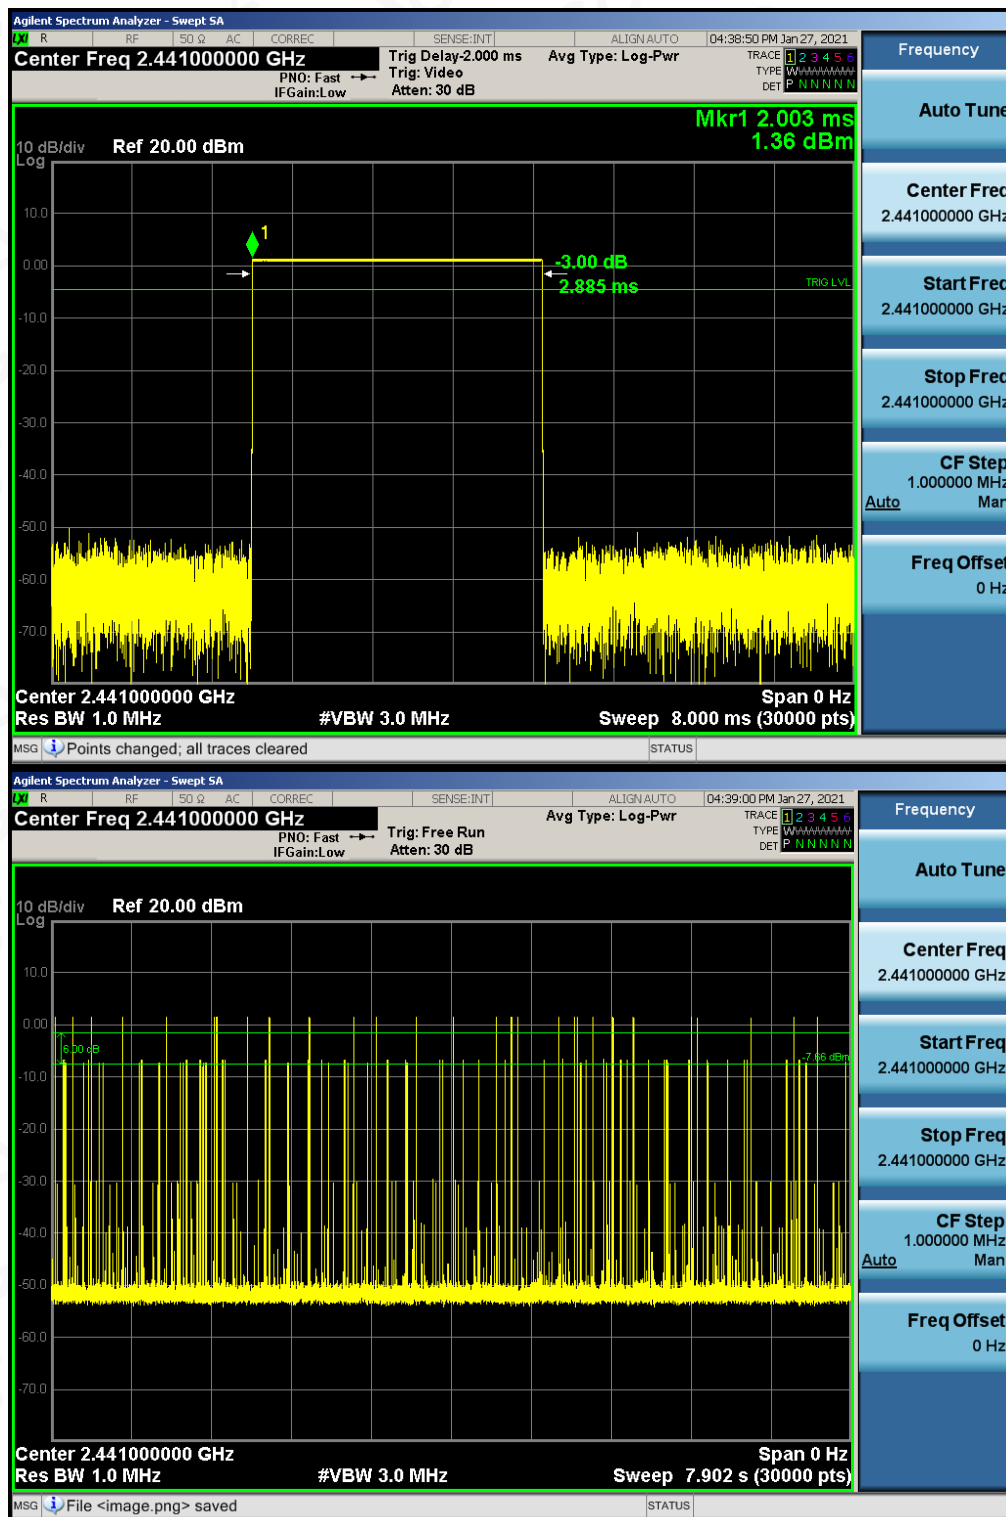 Agilent Spectrum Analyzer - Swept SA
LXI R RF 50 Ω AC CORREC SENSE:INT ALIGN AUTO 04:38:50 PM Jan 27, 2021
Center Freq 2.441000000 GHz Trig Delay-2.000 ms Avg Type: Log-Pwr TRACE 1 2 3 4 5 6
PNO: Fast Trig: Video TYPE W
IFGain:Low Atten: 30 dB DET P N N N N N
Frequency
Auto Tune
Mkr1 2.003 ms
1.36 dBm
10 dB/div Ref 20.00 dBm
Log
Center Freq
2.441000000 GHz
10.0
1
0.00
-3.00 dB
2.885 ms
TRIG LVL
Start Freq
2.441000000 GHz
-10.0
-20.0
Stop Freq
2.441000000 GHz
-30.0
-40.0
CF Step
1.000000 MHz
Auto Man
-50.0
Freq Offset
0 Hz
-60.0
-70.0
Center 2.441000000 GHz Span 0 Hz
Res BW 1.0 MHz #VBW 3.0 MHz Sweep 8.000 ms (30000 pts)
MSG Points changed; all traces cleared STATUS
Agilent Spectrum Analyzer - Swept SA
LXI R RF 50 Ω AC CORREC SENSE:INT ALIGN AUTO 04:39:00 PM Jan 27, 2021
Center Freq 2.441000000 GHz Avg Type: Log-Pwr TRACE 1 2 3 4 5 6
PNO: Fast Trig: Free Run TYPE W
IFGain:Low Atten: 30 dB DET P N N N N N
Frequency
Auto Tune
10 dB/div Ref 20.00 dBm
Log
Center Freq
2.441000000 GHz
10.0
0.00
6.00 dB
-7.66 dBm
Start Freq
2.441000000 GHz
-10.0
-20.0
Stop Freq
2.441000000 GHz
-30.0
-40.0
CF Step
1.000000 MHz
Auto Man
-50.0
Freq Offset
0 Hz
-60.0
-70.0
Center 2.441000000 GHz Span 0 Hz
Res BW 1.0 MHz #VBW 3.0 MHz Sweep 7.902 s (30000 pts)
MSG File <image.png> saved STATUS